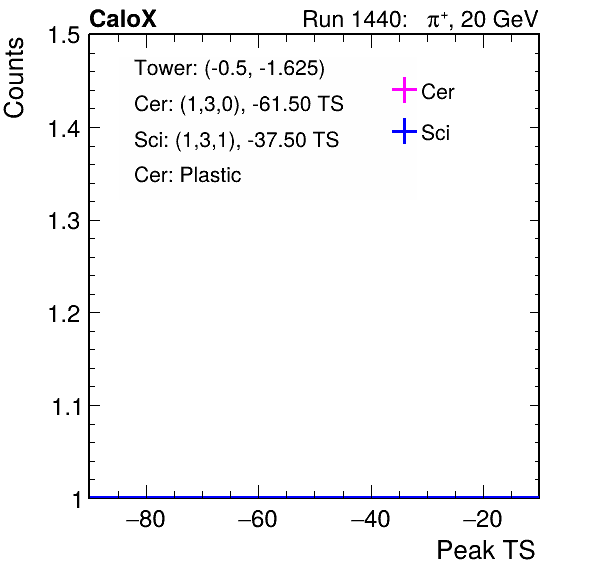 CaloX Run 1440: π+, 20 GeV
Counts
1.5
1.4
1.3
1.2
1.1
1
Tower: (-0.5, -1.625)
Cer: (1,3,0), -61.50 TS
Sci: (1,3,1), -37.50 TS
Cer: Plastic
Cer
Sci
−80 −60 −40 −20
Peak TS